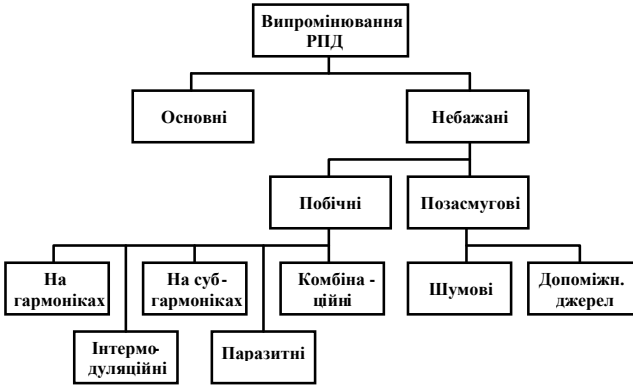 Випромінювання
РПД
Основні
Небажані
Побічні
Позасмугові
На
гармоніках
На суб-
гармоніках
Комбіна -
ційні
Шумові
Допоміжн.
джерел
Інтермо-
дуляційні
Паразитні